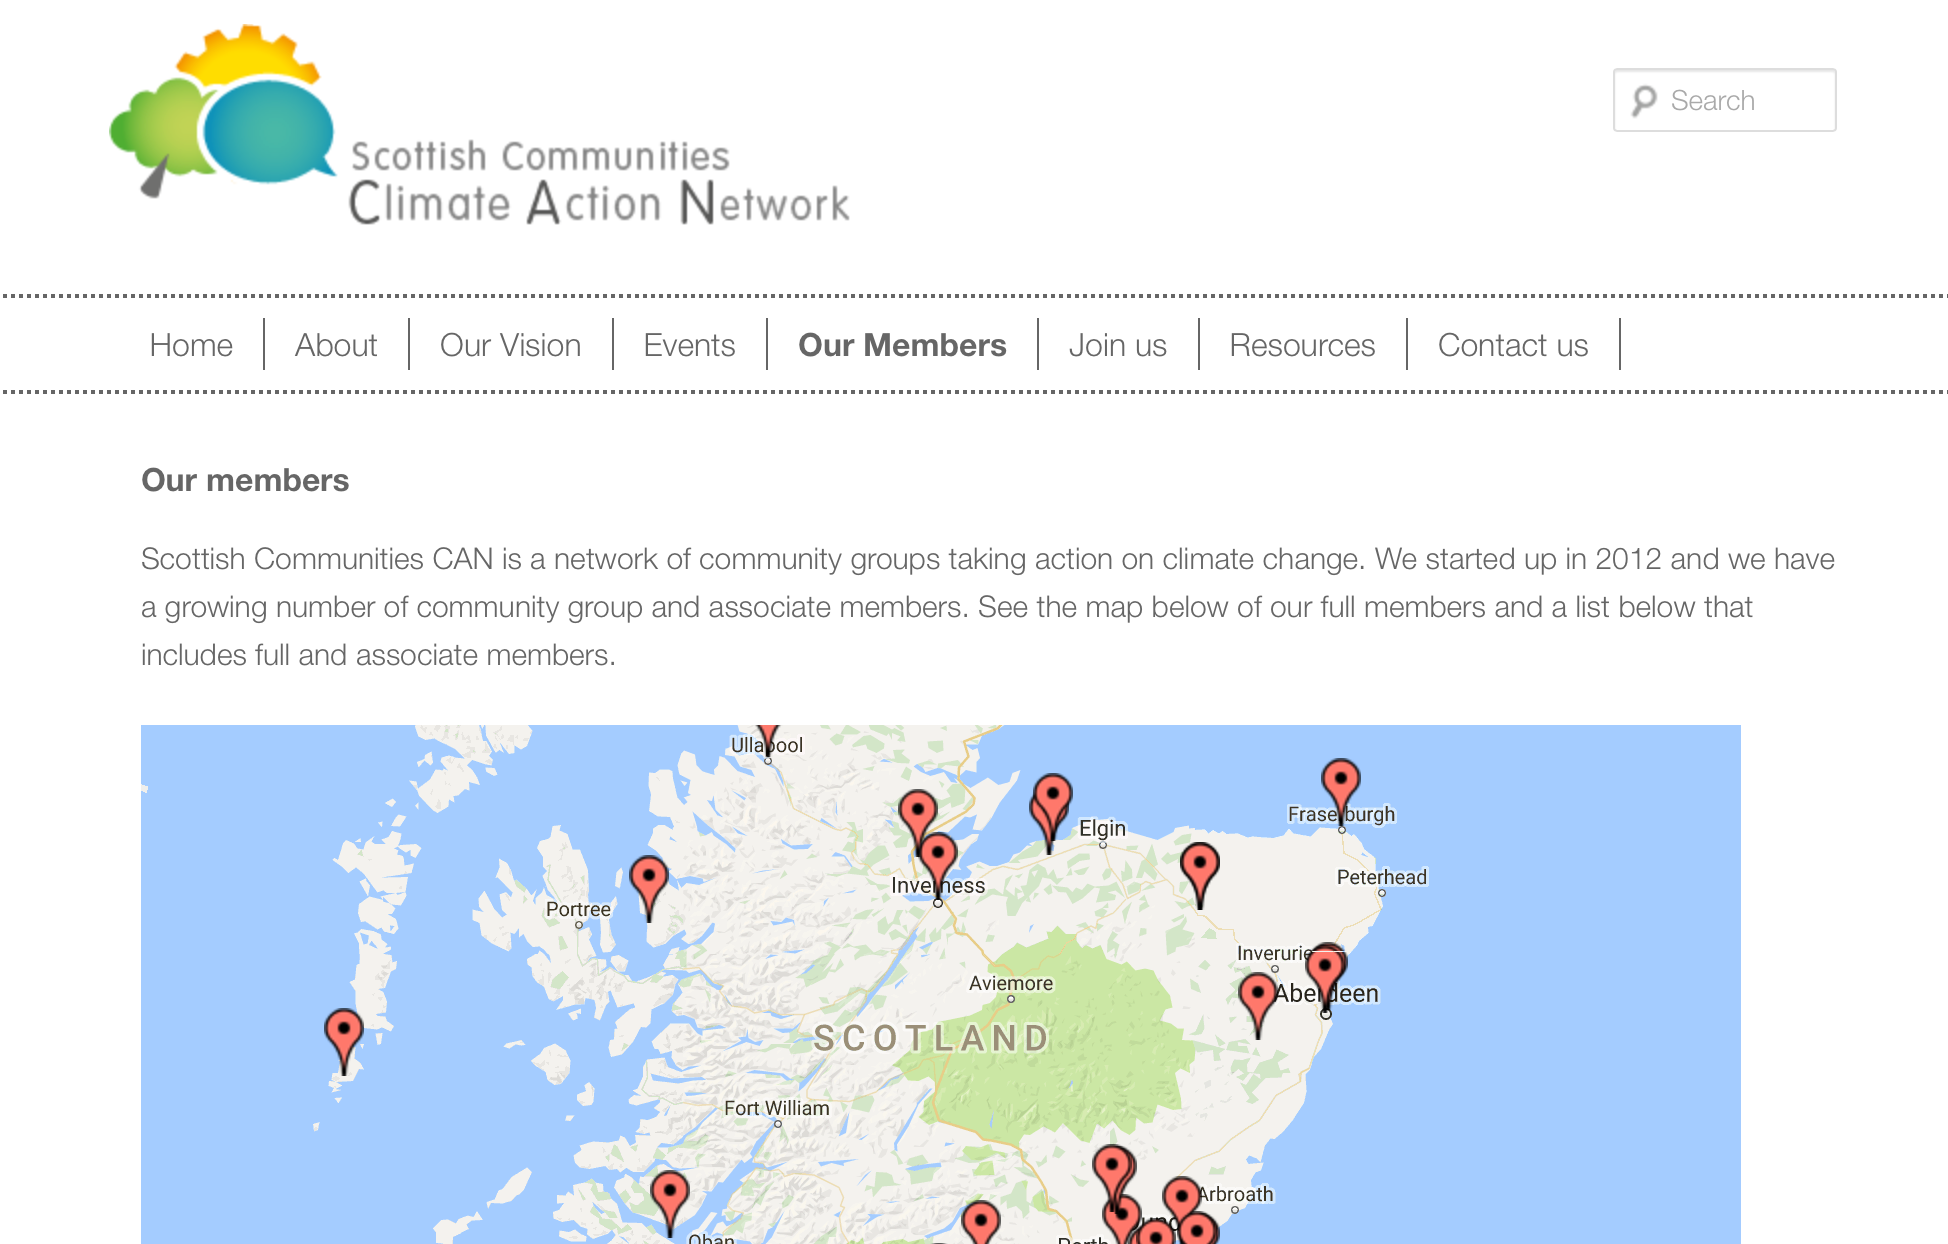 Scottish Communities
Climate Action Network
Search
Home
About
Our Vision
Events
Our Members
Join us
Resources
Contact us
Our members
Scottish Communities CAN is a network of community groups taking action on climate change. We started up in 2012 and we have
a growing number of community group and associate members. See the map below of our full members and a list below that
includes full and associate members.
Ullapool
Fraserburgh
Elgin
Peterhead
Inverness
Portree
Inverurie
Aviemore
Aberdeen
SCOTLAND
Fort William
Arbroath
Oban
Perth